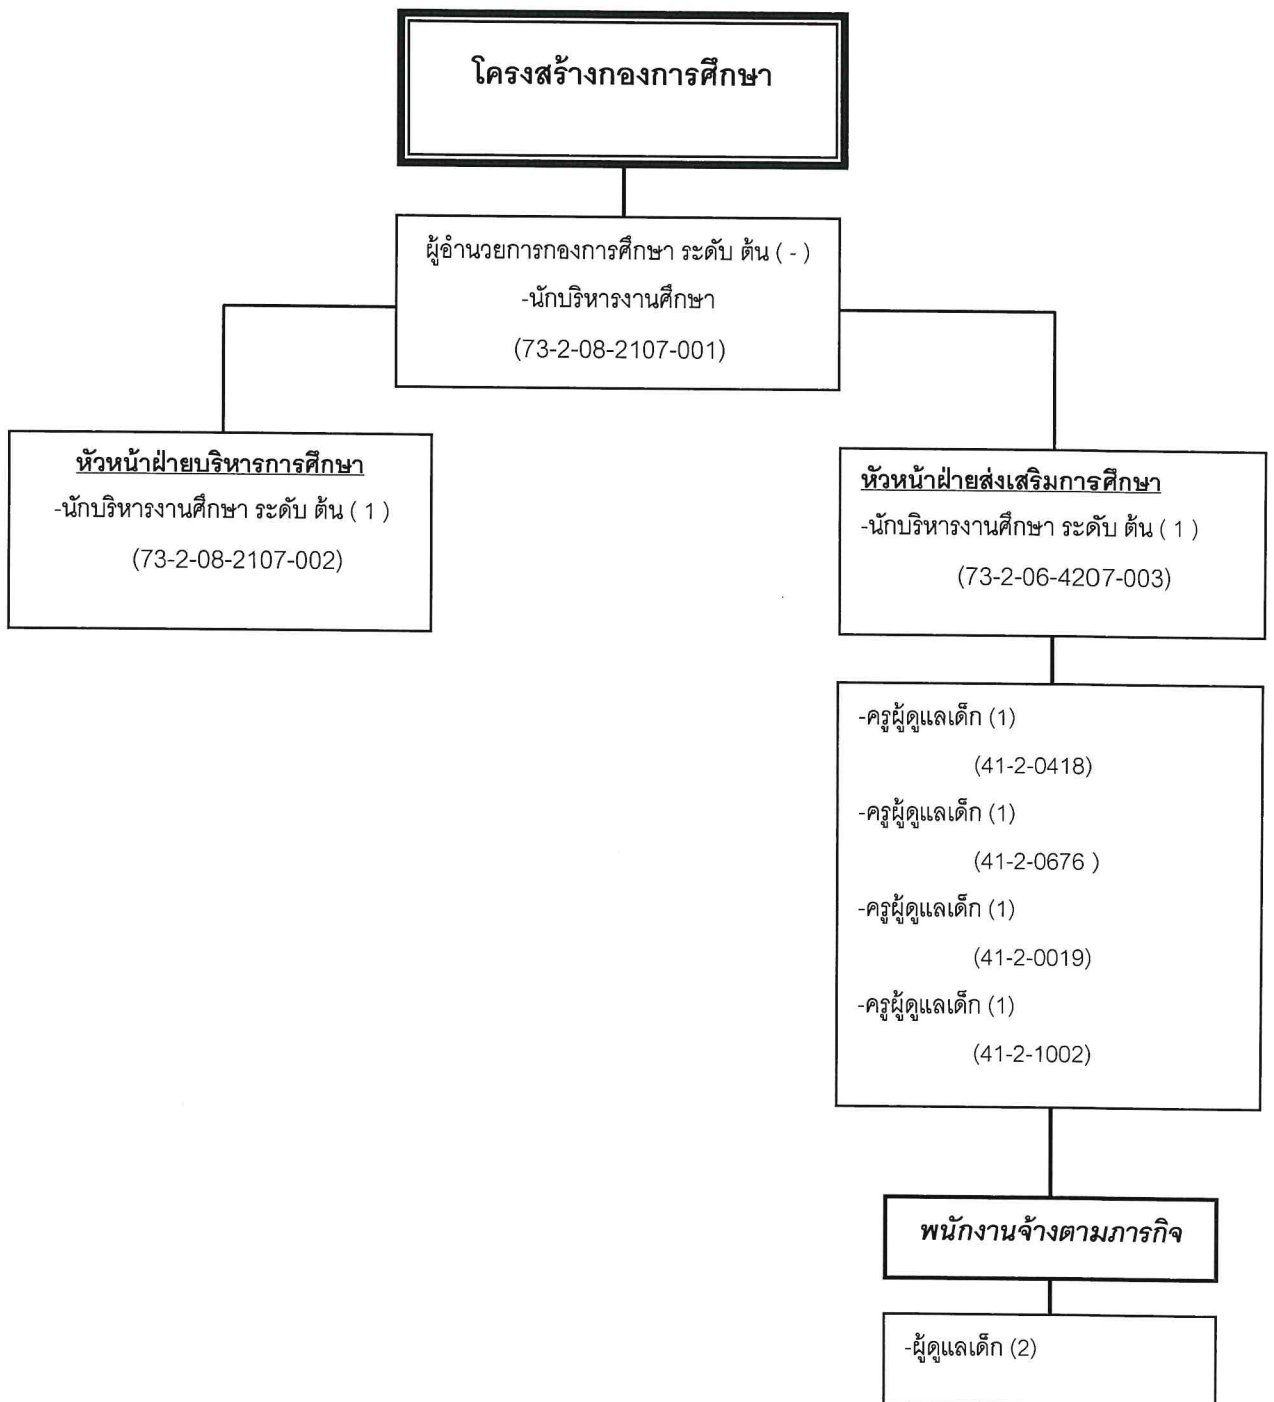 โครงสร้างกองการศึกษา
ผู้อำนวยการกองการศึกษา ระดับ ต้น ( - )
-นักบริหารงานศึกษา
(73-2-08-2107-001)
หัวหน้าฝ่ายบริหารการศึกษา
-นักบริหารงานศึกษา ระดับ ต้น ( 1 )
(73-2-08-2107-002)
หัวหน้าฝ่ายส่งเสริมการศึกษา
-นักบริหารงานศึกษา ระดับ ต้น ( 1 )
(73-2-06-4207-003)
-ครูผู้ดูแลเด็ก (1)
(41-2-0418)
-ครูผู้ดูแลเด็ก (1)
(41-2-0676 )
-ครูผู้ดูแลเด็ก (1)
(41-2-0019)
-ครูผู้ดูแลเด็ก (1)
(41-2-1002)
พนักงานจ้างตามภารกิจ
-ผู้ดูแลเด็ก (2)